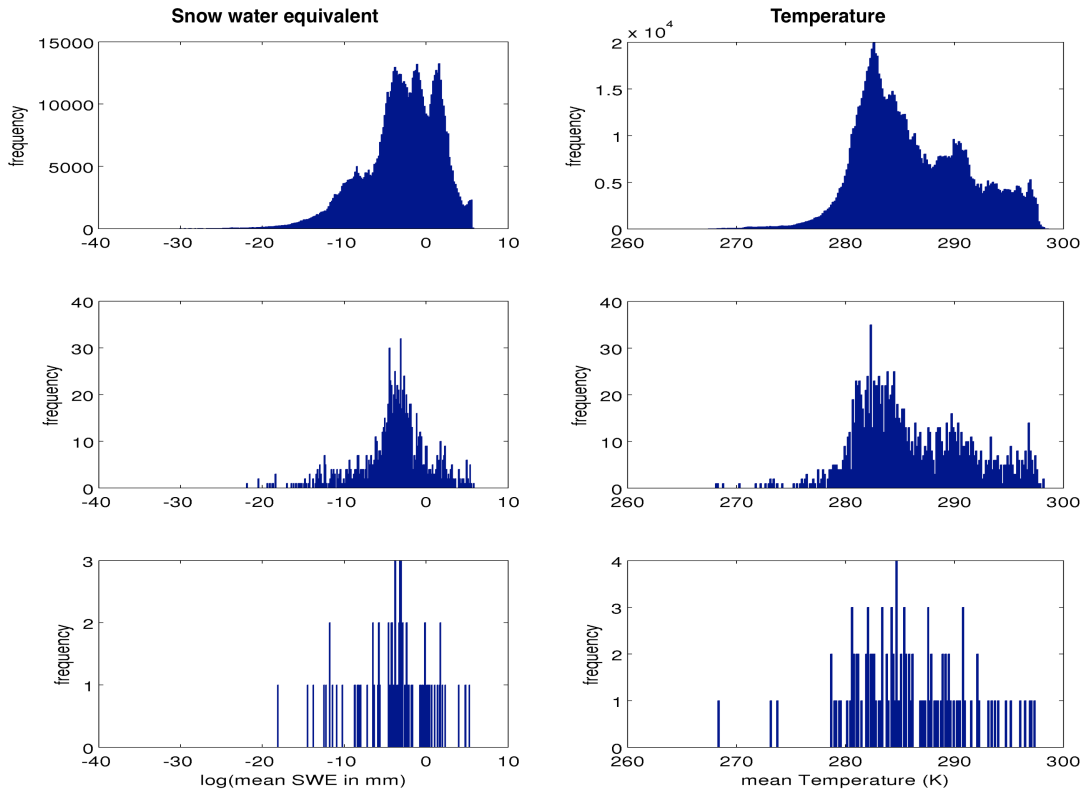 Snow water equivalent
Temperature
15000
10000
5000
0
frequency
-40 -30 -20 -10 0 10
× 10⁴
2
1.5
1
0.5
0
frequency
260 270 280 290 300
40
30
20
10
0
frequency
-40 -30 -20 -10 0 10
40
30
20
10
0
frequency
260 270 280 290 300
3
2
1
0
frequency
-40 -30 -20 -10 0 10
log(mean SWE in mm)
4
3
2
1
0
frequency
260 270 280 290 300
mean Temperature (K)